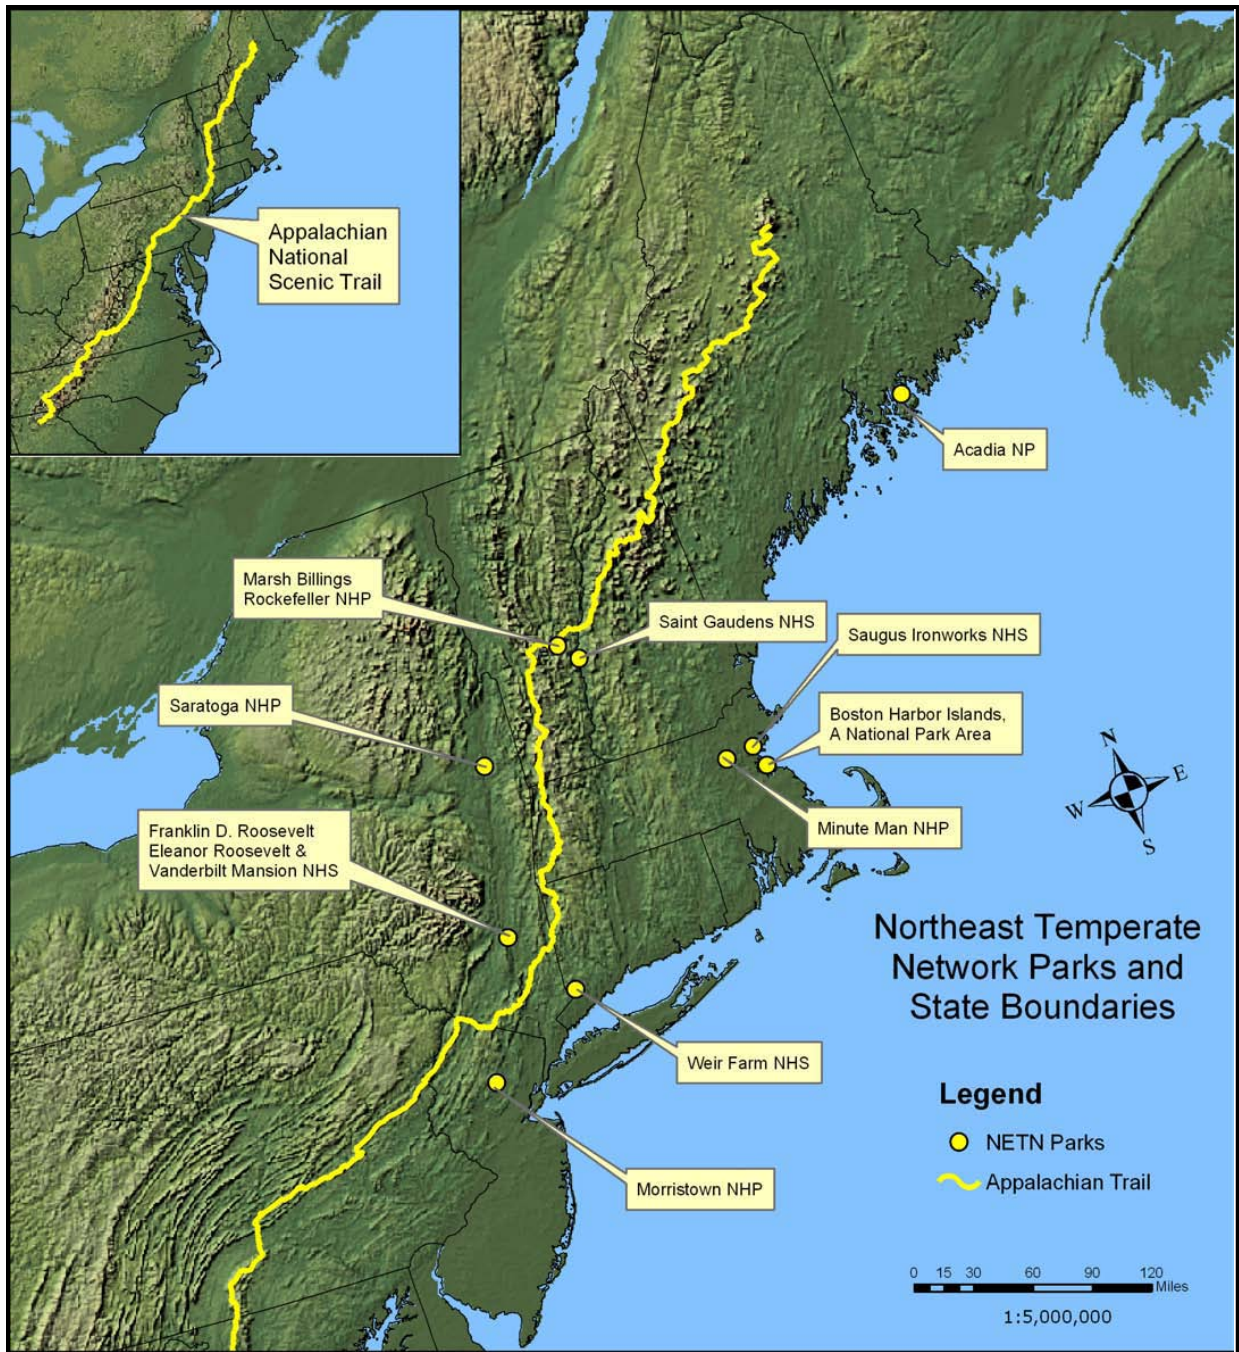 Appalachian
National
Scenic Trail
Acadia NP
Marsh Billings
Rockefeller NHP
Saint Gaudens NHS
Saugus Ironworks NHS
Saratoga NHP
Boston Harbor Islands,
A National Park Area
N
E
W
S
Minute Man NHP
Franklin D. Roosevelt
Eleanor Roosevelt &
Vanderbilt Mansion NHS
Northeast Temperate
Network Parks and
State Boundaries
Weir Farm NHS
Legend
NETN Parks
Appalachian Trail
Morristown NHP
0 15 30 60 90 120
Miles
1:5,000,000